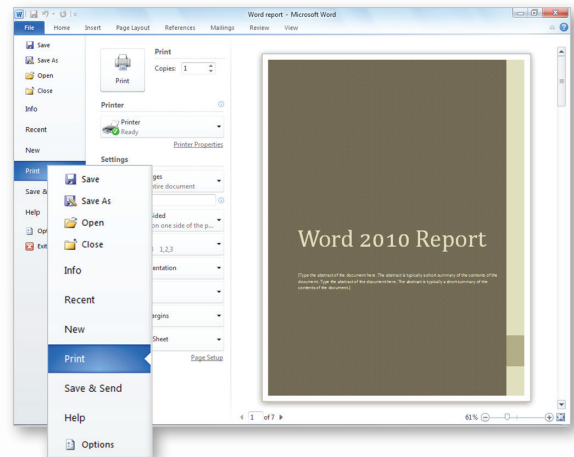 Word report - Microsoft Word
File Home Insert Page Layout References Mailings Review View
Save
Save As
Open
Close
Info
Recent
New
Print
Save &
Help
Opt
Exit
Print
Print
Copies: 1
Printer
Printer
Ready
Printer Properties
Settings
ges
ntire document
ided
on one side of the p...
1,2,3
entation
argins
Sheet
Page Setup
Save
Save As
Open
Close
Info
Recent
New
Print
Save & Send
Help
Options
Word 2010 Report
[Type the abstract of the document here. The abstract is typically a short summary of the contents of the
document. Type the abstract of the document here. The abstract is typically a short summary of the
contents of the document.]
1 of 7
61%